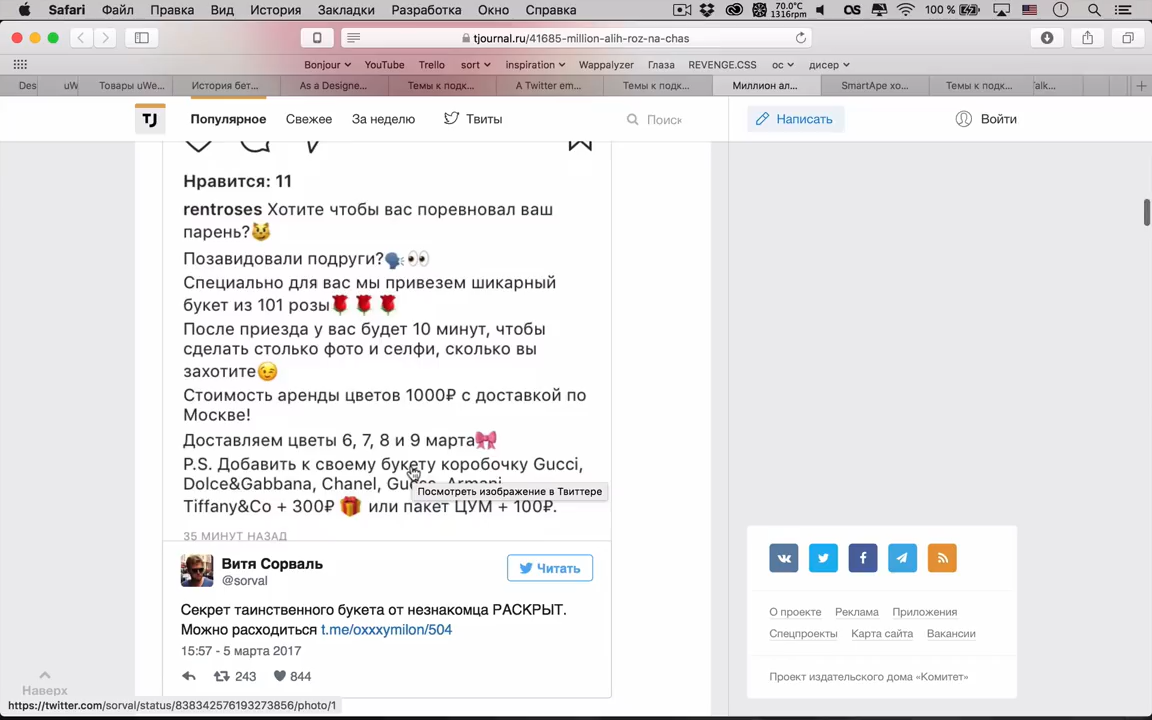 Safari Файл Правка Вид История Закладки Разработка Окно Справка 70.0°C 1316rpm 100 %
tjournal.ru/41685-million-alih-roz-na-chas
Bonjour YouTube Trello sort inspiration Wappalyzer Глаза REVENGE.CSS ос дисер
Des uW Товары uWe... История бет... As a Designe... Темы к подк... A Twitter em... Темы к подк... Миллион ал... SmartApe хо... Темы к подк...
TJ Популярное Свежее За неделю Твиты Поиск Написать Войти
Нравится: 11
rentroses Хотите чтобы вас поревновал ваш
парень?😼
Позавидовали подруги?🗣👀
Специально для вас мы привезем шикарный
букет из 101 розы🌹🌹🌹
После приезда у вас будет 10 минут, чтобы
сделать столько фото и селфи, сколько вы
захотите😉
Стоимость аренды цветов 1000₽ с доставкой по
Москве!
Доставляем цветы 6, 7, 8 и 9 марта🎀
P.S. Добавить к своему букету коробочку Gucci,
Dolce&Gabbana, Chanel,
Посмотреть изображение в Твиттере
Tiffany&Co + 300₽ 🎁 или пакет ЦУМ + 100₽.
35 МИНУТ НАЗАД
Витя Сорваль
@sorval
Читать
Секрет таинственного букета от незнакомца РАСКРЫТ.
Можно расходиться t.me/oxxxymilon/504
15:57 - 5 марта 2017
243 844
О проекте Реклама Приложения
Спецпроекты Карта сайта Вакансии
Проект издательского дома «Комитет»
Наверх
https://twitter.com/sorval/status/838342576193273856/photo/1